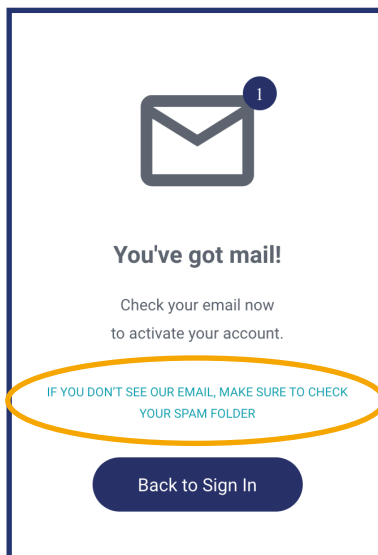 1
You've got mail!
Check your email now
to activate your account.
IF YOU DON'T SEE OUR EMAIL, MAKE SURE TO CHECK
YOUR SPAM FOLDER
Back to Sign In